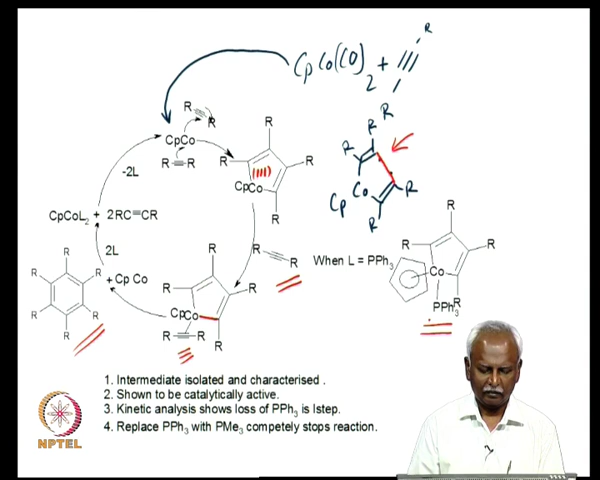 CpCo(CO)2 + R
R
R
R
CpCo
R
R
R
R
R
R
-2L
CpCo
R
R
R
R
R
R
Cp
Co
R
CpCoL2 + 2RC≡CR
2L
R
R
When L = PPh3
R
R
R
Co
R
PPh3
R
R
R
R
R
R
+ Cp Co
R
R
R
CpCo
R
R
R
1. Intermediate isolated and characterised .
2. Shown to be catalytically active.
3. Kinetic analysis shows loss of PPh3 is Istep.
4. Replace PPh3 with PMe3 competely stops reaction.
NPTEL